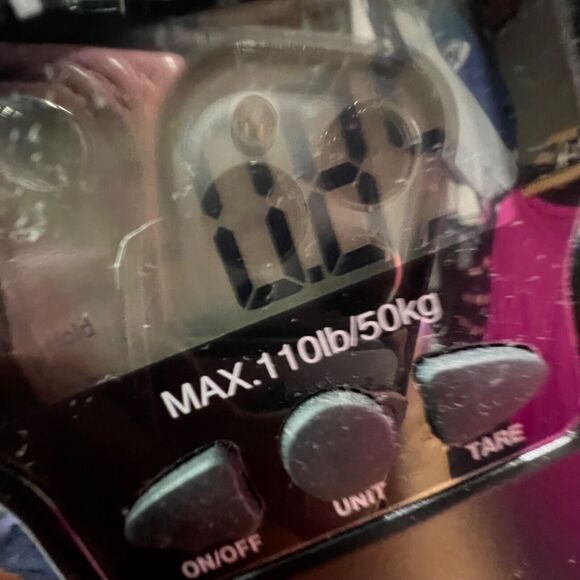 MAX.110lb/50kg
ON/OFF
UNIT
TARE